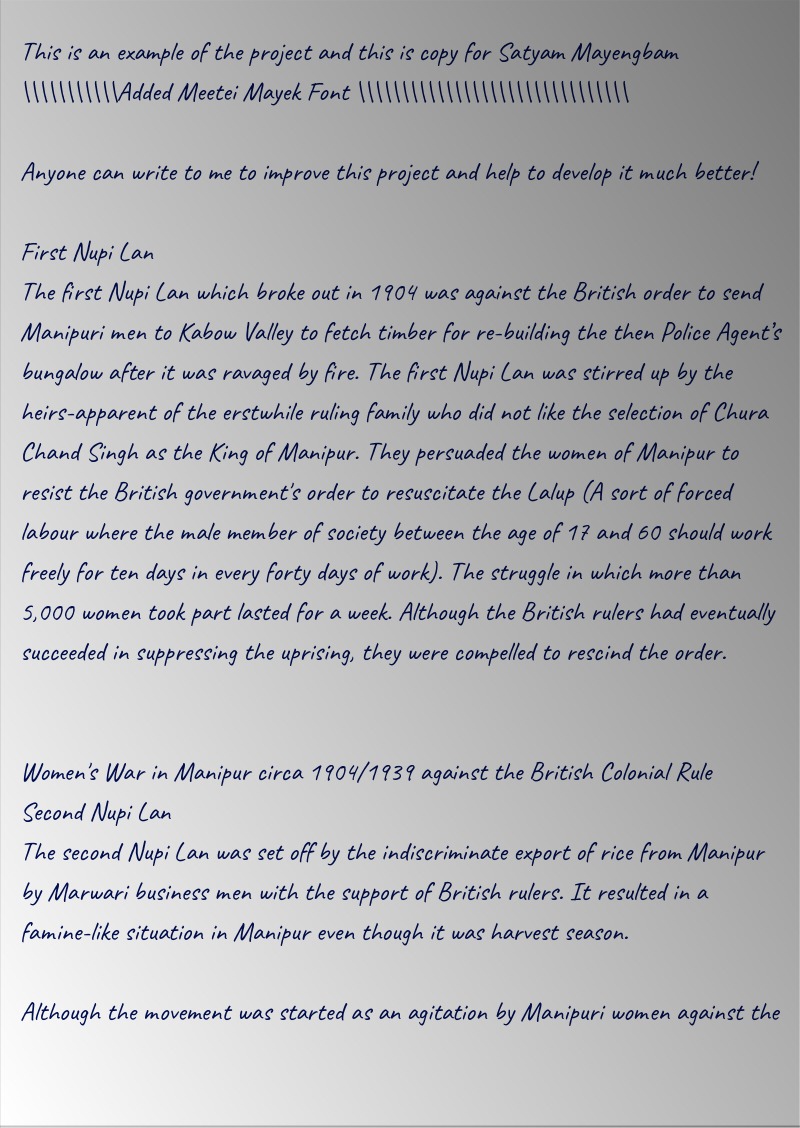 This is an example of the project and this is copy for Satyam Mayengbam
\\\\\\\\\\\Added Meetei Mayek Font \\\\\\\\\\\\\\\\\\\\\\\\\\\\\\
Anyone can write to me to improve this project and help to develop it much better!
First Nupi Lan
The first Nupi Lan which broke out in 1904 was against the British order to send
Manipuri men to Kabow Valley to fetch timber for re-building the then Police Agent's
bungalow after it was ravaged by fire. The first Nupi Lan was stirred up by the
heirs-apparent of the erstwhile ruling family who did not like the selection of Chura
Chand Singh as the King of Manipur. They persuaded the women of Manipur to
resist the British government's order to resuscitate the Lalup (A sort of forced
labour where the male member of society between the age of 17 and 60 should work
freely for ten days in every forty days of work). The struggle in which more than
5,000 women took part lasted for a week. Although the British rulers had eventually
succeeded in suppressing the uprising, they were compelled to rescind the order.
Women's War in Manipur circa 1904/1939 against the British Colonial Rule
Second Nupi Lan
The second Nupi Lan was set off by the indiscriminate export of rice from Manipur
by Marwari business men with the support of British rulers. It resulted in a
famine-like situation in Manipur even though it was harvest season.
Although the movement was started as an agitation by Manipuri women against the